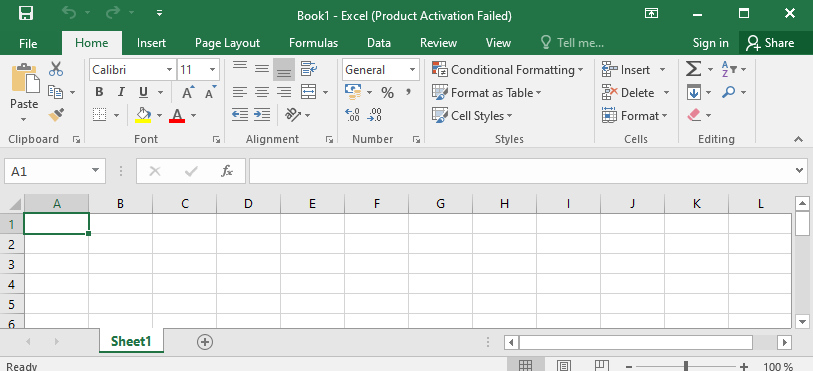 Book1 - Excel (Product Activation Failed)
File Home Insert Page Layout Formulas Data Review View Tell me... Sign in Share
Paste
Calibri 11
B I U A A
A
General
% ,
.00 .0
.0 .00
Conditional Formatting
Format as Table
Cell Styles
Insert
Delete
Format
Σ A Z
Clipboard Font Alignment Number Styles Cells Editing
A1 fx
A B C D E F G H I J K L
1
2
3
4
5
6
Sheet1
Ready 100 %